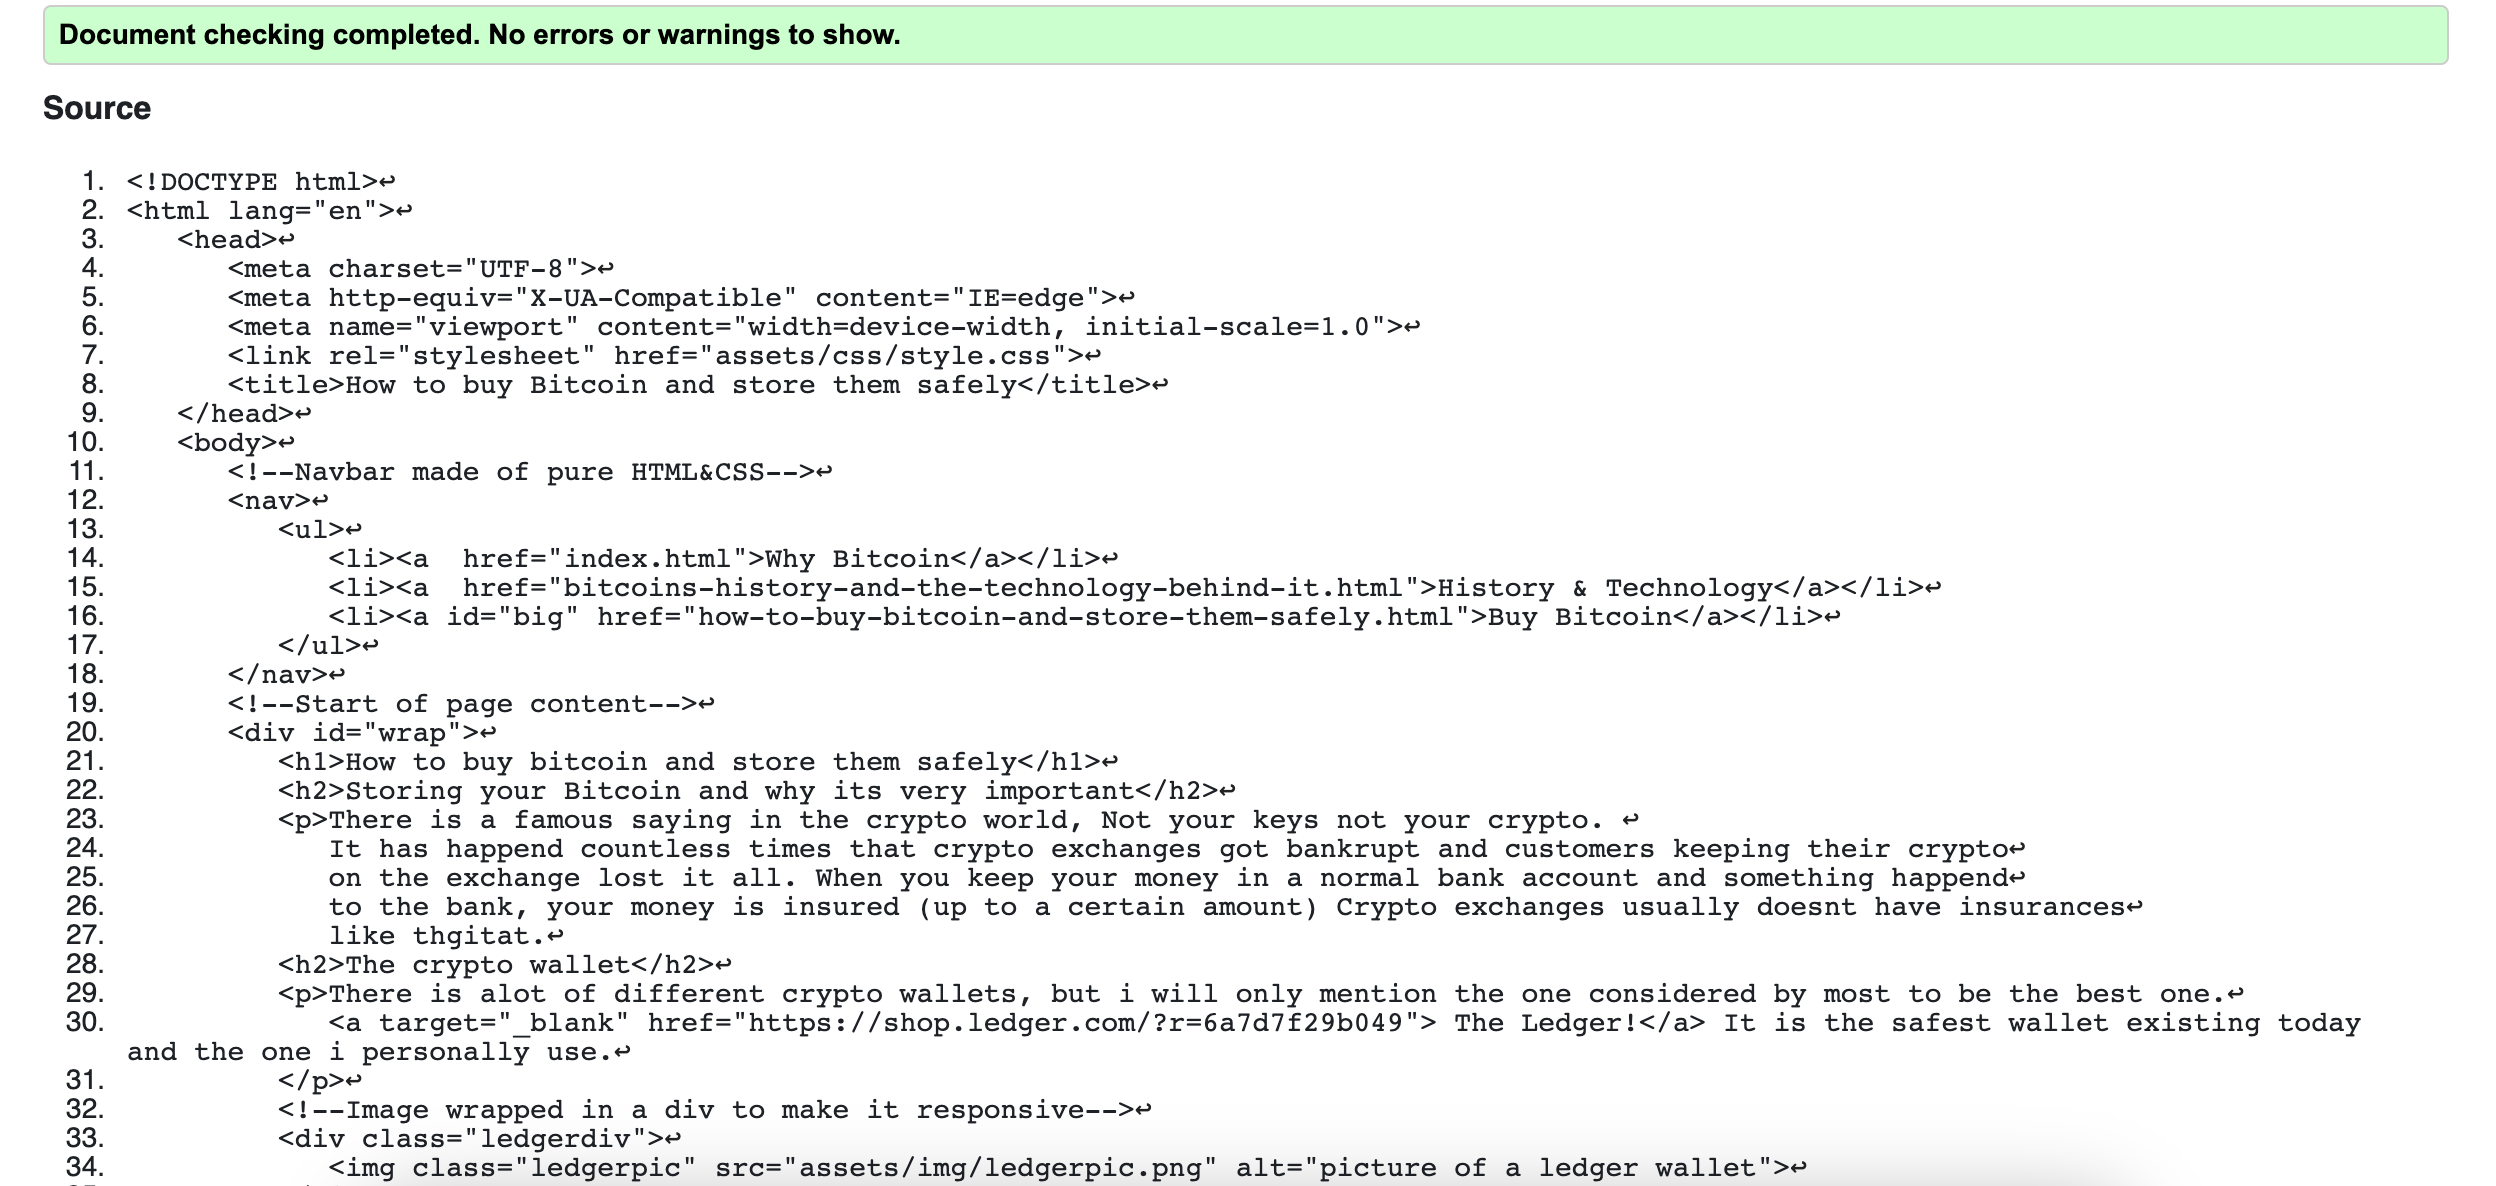 Document checking completed. No errors or warnings to show.
Source
1. <!DOCTYPE html>↩
2. <html lang="en">↩
3. <head>↩
4. <meta charset="UTF-8">↩
5. <meta http-equiv="X-UA-Compatible" content="IE=edge">↩
6. <meta name="viewport" content="width=device-width, initial-scale=1.0">↩
7. <link rel="stylesheet" href="assets/css/style.css">↩
8. <title>How to buy Bitcoin and store them safely</title>↩
9. </head>↩
10. <body>↩
11. <!--Navbar made of pure HTML&CSS-->↩
12. <nav>↩
13. <ul>↩
14. <li><a  href="index.html">Why Bitcoin</a></li>↩
15. <li><a  href="bitcoins-history-and-the-technology-behind-it.html">History & Technology</a></li>↩
16. <li><a id="big" href="how-to-buy-bitcoin-and-store-them-safely.html">Buy Bitcoin</a></li>↩
17. </ul>↩
18. </nav>↩
19. <!--Start of page content-->↩
20. <div id="wrap">↩
21. <h1>How to buy bitcoin and store them safely</h1>↩
22. <h2>Storing your Bitcoin and why its very important</h2>↩
23. <p>There is a famous saying in the crypto world, Not your keys not your crypto. ↩
24. It has happend countless times that crypto exchanges got bankrupt and customers keeping their crypto↩
25. on the exchange lost it all. When you keep your money in a normal bank account and something happend↩
26. to the bank, your money is insured (up to a certain amount) Crypto exchanges usually doesnt have insurances↩
27. like thgitat.↩
28. <h2>The crypto wallet</h2>↩
29. <p>There is alot of different crypto wallets, but i will only mention the one considered by most to be the best one.↩
30. <a target="_blank" href="https://shop.ledger.com/?r=6a7d7f29b049"> The Ledger!</a> It is the safest wallet existing today
and the one i personally use.↩
31. </p>↩
32. <!--Image wrapped in a div to make it responsive-->↩
33. <div class="ledgerdiv">↩
34. <img class="ledgerpic" src="assets/img/ledgerpic.png" alt="picture of a ledger wallet">↩